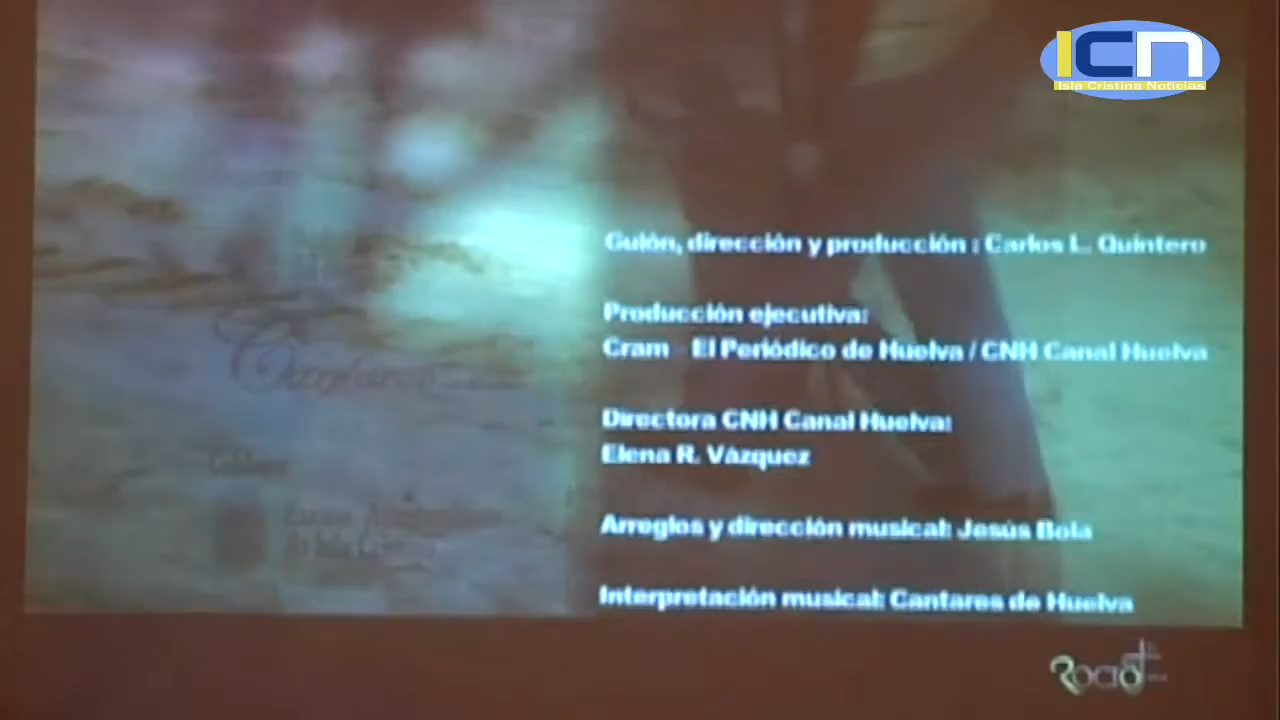 ICN
Isla Cristina Noticias
Guión, dirección y producción : Carlos L. Quintero
Producción ejecutiva:
Cram - El Periódico de Huelva / CNH Canal Huelva
Directora CNH Canal Huelva:
Elena R. Vázquez
Arreglos y dirección musical: Jesús Bola
Interpretación musical: Cantares de Huelva
Rocio